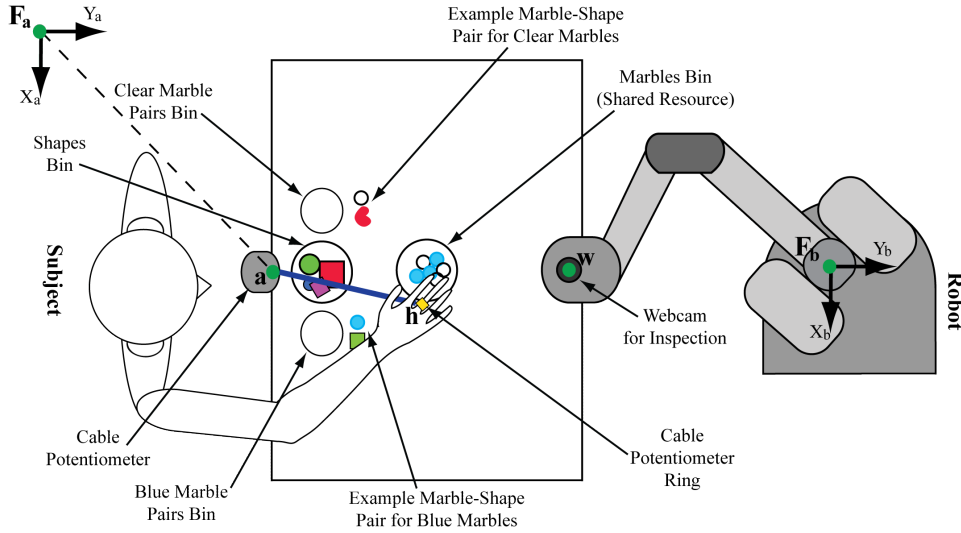 Fa
Ya
Xa
Example Marble-Shape
Pair for Clear Marbles
Clear Marble
Pairs Bin
Marbles Bin
(Shared Resource)
Shapes
Bin
Subject
a
h
w
Fb
Yb
Xb
Robot
Webcam
for Inspection
Cable
Potentiometer
Cable
Potentiometer
Ring
Blue Marble
Pairs Bin
Example Marble-Shape
Pair for Blue Marbles